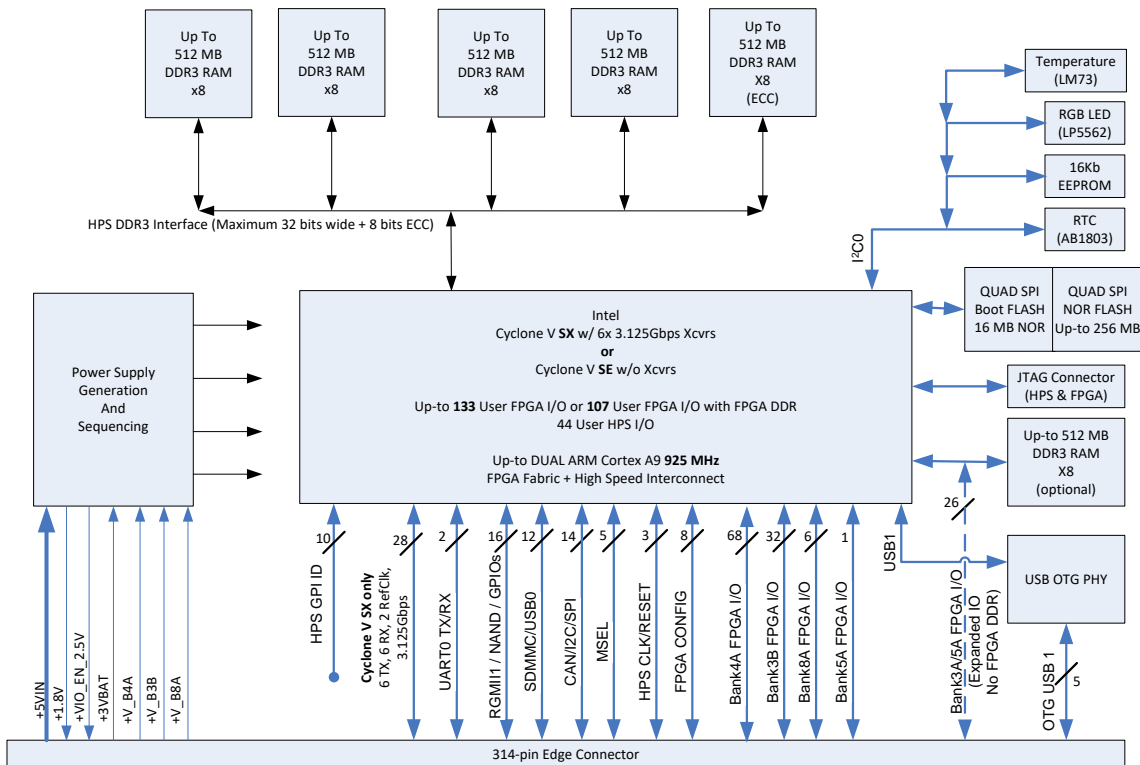 Up To
512 MB
DDR3 RAM
x8
Up To
512 MB
DDR3 RAM
x8
Up To
512 MB
DDR3 RAM
x8
Up To
512 MB
DDR3 RAM
x8
Up To
512 MB
DDR3 RAM
X8
(ECC)
Temperature
(LM73)
RGB LED
(LP5562)
16Kb
EEPROM
RTC
(AB1803)
HPS DDR3 Interface (Maximum 32 bits wide + 8 bits ECC)
I²C0
QUAD SPI
Boot FLASH
16 MB NOR
QUAD SPI
NOR FLASH
Up-to 256 MB
Power Supply
Generation
And
Sequencing
Intel
Cyclone V SX w/ 6x 3.125Gbps Xcvrs
or
Cyclone V SE w/o Xcvrs
Up-to 133 User FPGA I/O or 107 User FPGA I/O with FPGA DDR
44 User HPS I/O
Up-to DUAL ARM Cortex A9 925 MHz
FPGA Fabric + High Speed Interconnect
JTAG Connector
(HPS & FPGA)
Up-to 512 MB
DDR3 RAM
X8
(optional)
USB OTG PHY
+5VIN
+1.8V
+VIO_EN_2.5V
+3VBAT
+V_B4A
+V_B3B
+V_B8A
10
HPS GPI ID
28
Cyclone V SX only
6 TX, 6 RX, 2 RefClk,
3.125Gbps
2
UART0 TX/RX
16
RGMII1 / NAND / GPIOs
12
SDMMC/USB0
14
CAN/I2C/SPI
5
MSEL
3
HPS CLK/RESET
8
FPGA CONFIG
68
Bank4A FPGA I/O
32
Bank3B FPGA I/O
6
Bank8A FPGA I/O
1
Bank5A FPGA I/O
USB1
26
Bank3A/5A FPGA I/O
(Expanded IO
No FPGA DDR)
OTG USB 1
5
314-pin Edge Connector